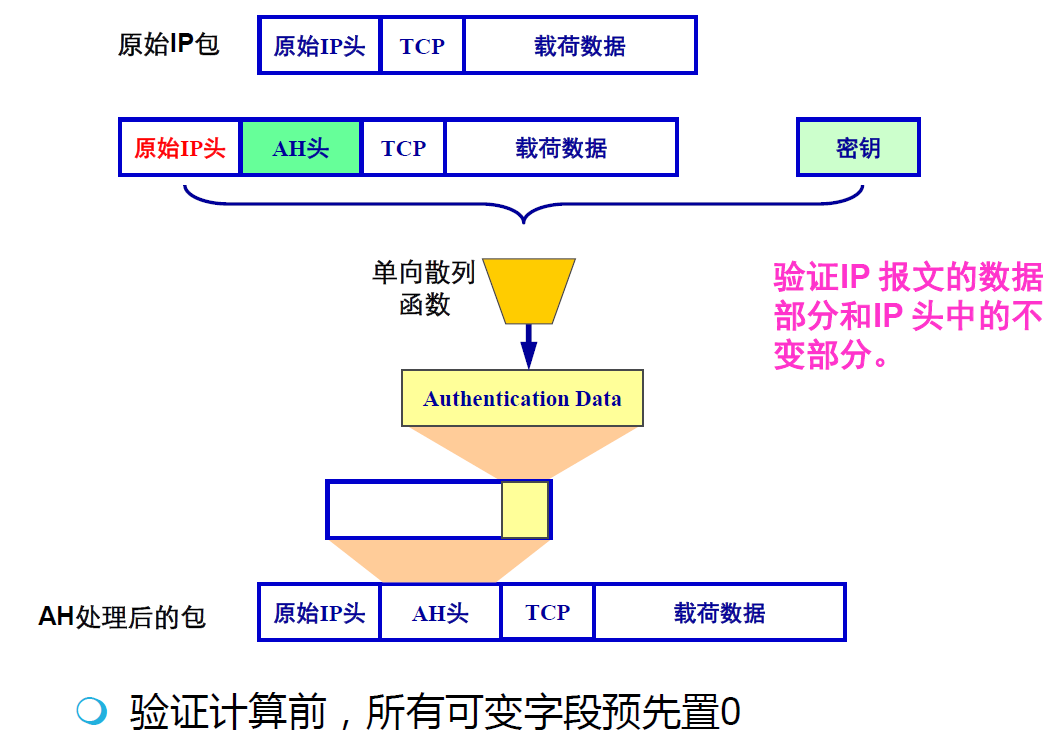 原始IP包
原始IP头 TCP 载荷数据
原始IP头 AH头 TCP 载荷数据 密钥
单向散列
函数
验证IP 报文的数据
部分和IP 头中的不
变部分。
Authentication Data
AH处理后的包
原始IP头 AH头 TCP 载荷数据
验证计算前，所有可变字段预先置0